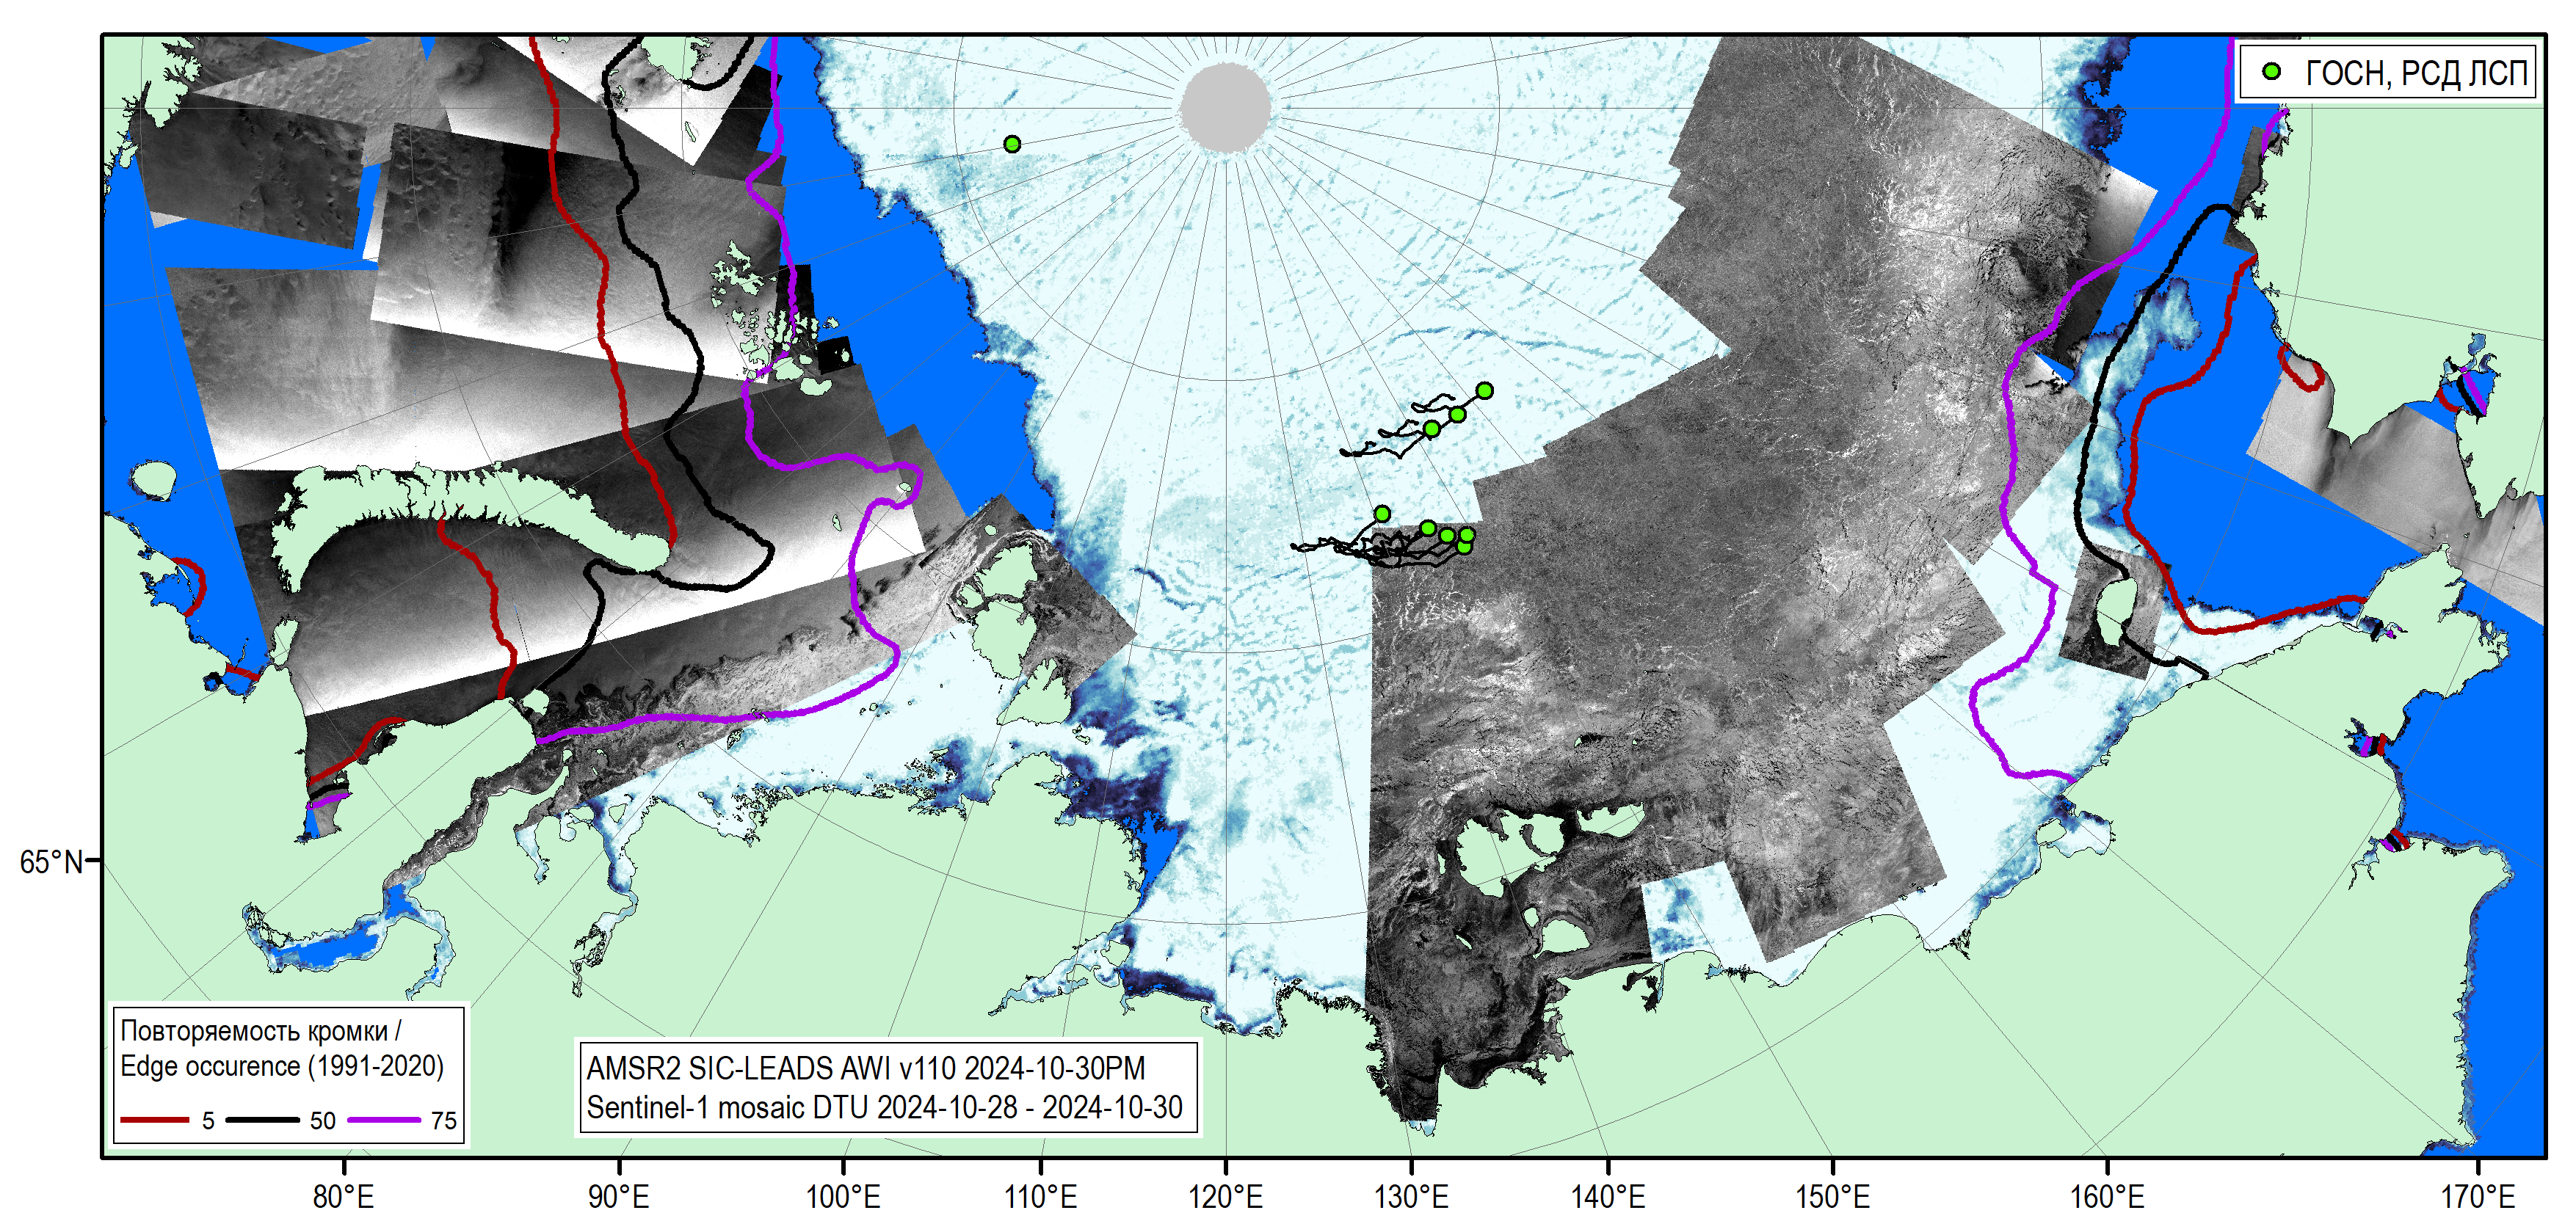 ГОСН, РСД ЛСП
65°N
Повторяемость кромки /
Edge occurence (1991-2020)
5 50 75
AMSR2 SIC-LEADS AWI v110 2024-10-30PM
Sentinel-1 mosaic DTU 2024-10-28 - 2024-10-30
80°E 90°E 100°E 110°E 120°E 130°E 140°E 150°E 160°E 170°E